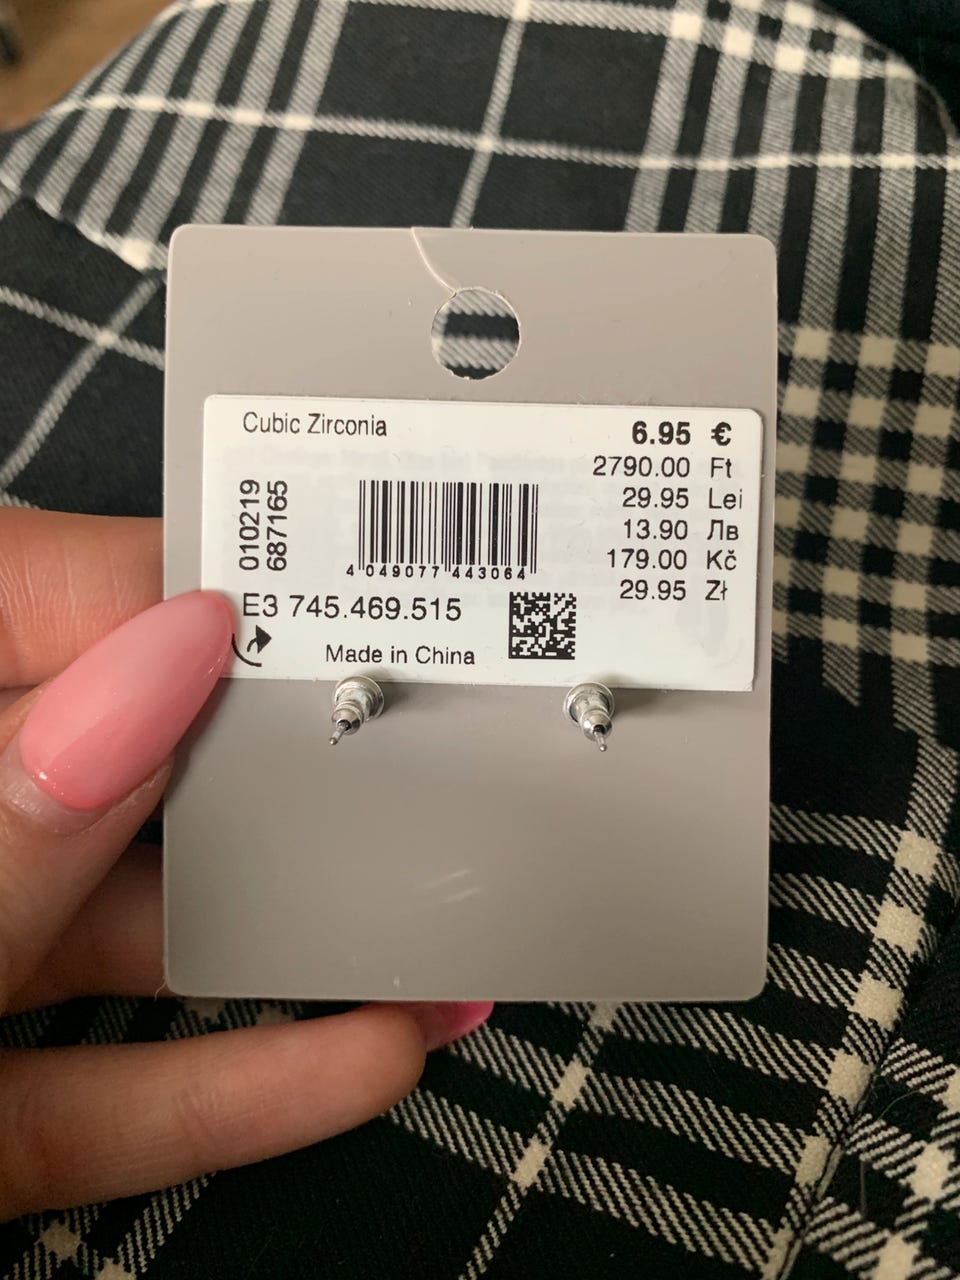 Cubic Zirconia
6.95 €
2790.00 Ft
29.95 Lei
13.90 Лв
179.00 Kč
29.95 Zł
010219
687165
4 049077 443064
E3 745.469.515
Made in China